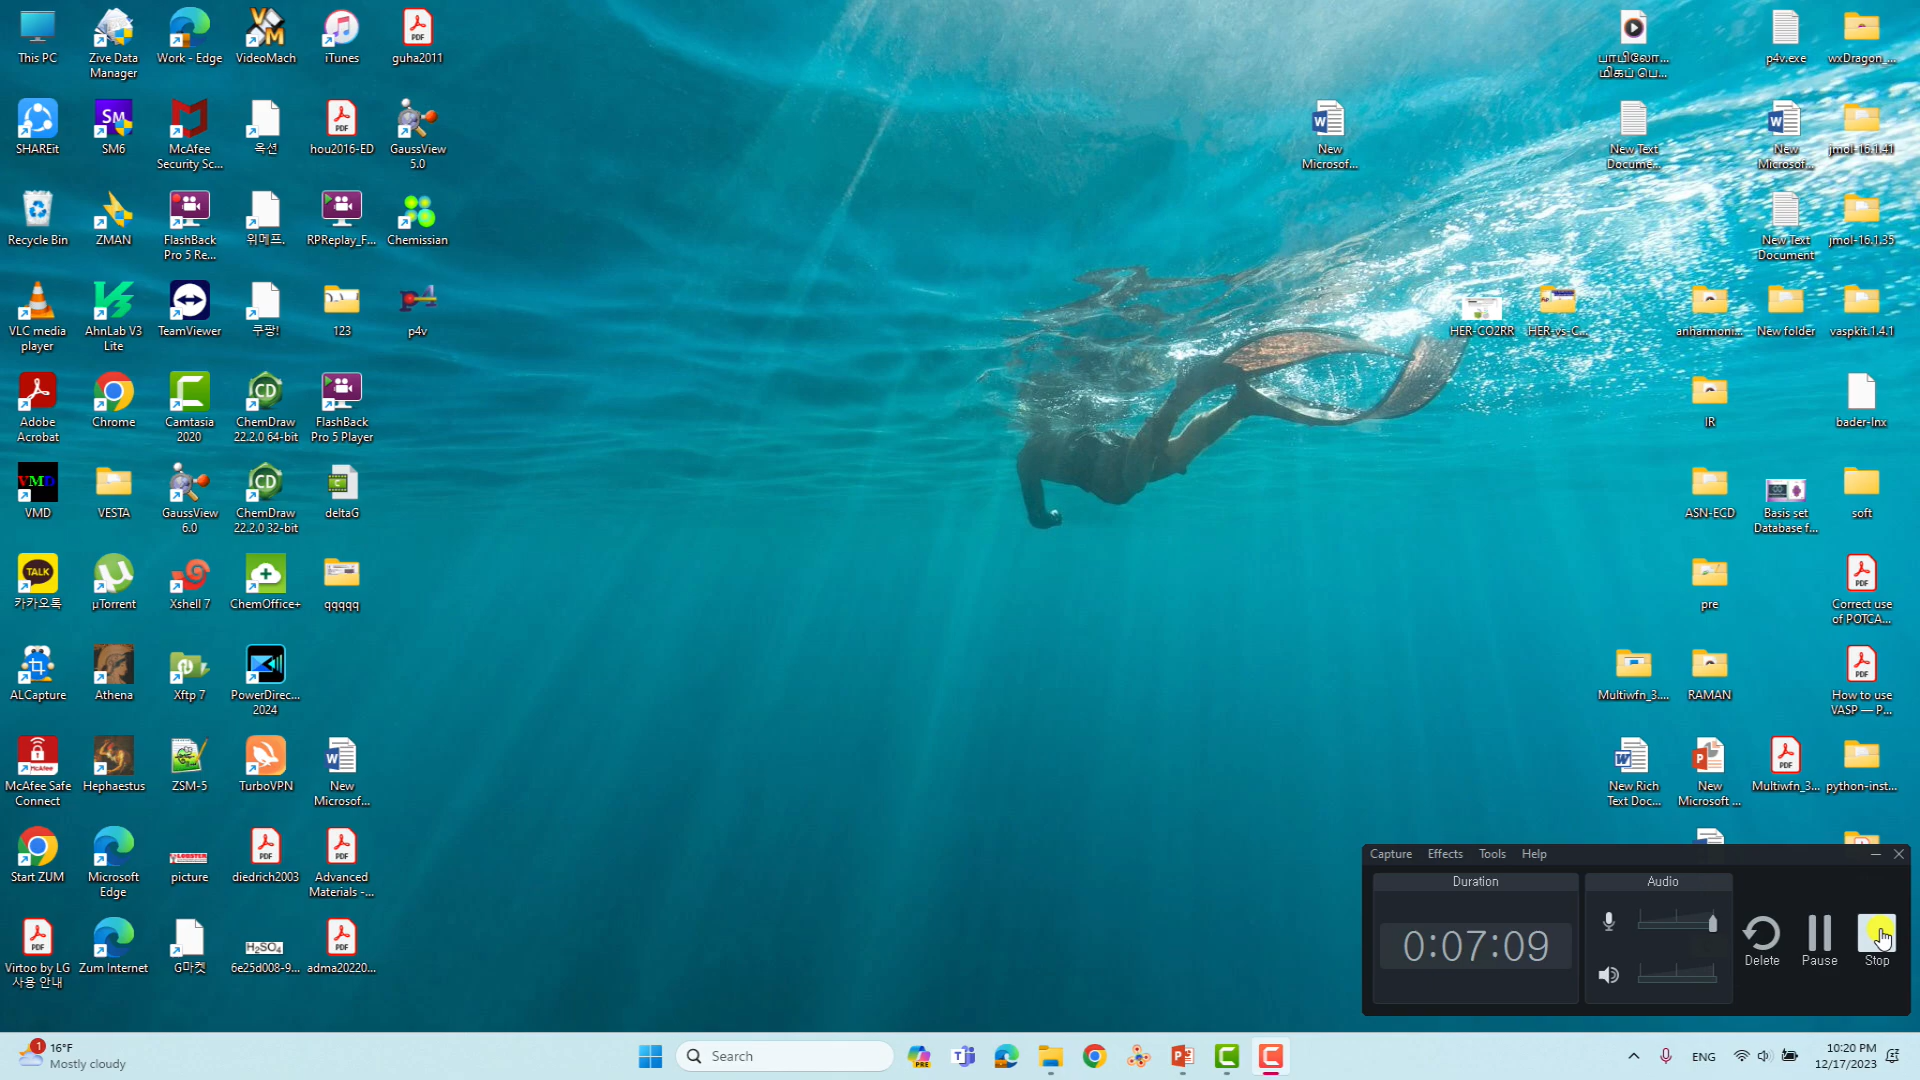 This PC
Zive Data
Manager
Work - Edge
VideoMach
iTunes
guha2011
பாபிலோ...
மிகப் பெ...
p4v.exe
wxDragon_...
SHAREit
SM6
McAfee
Security Sc...
옥션
hou2016-ED
GaussView
5.0
New
Microsof...
New Text
Docume...
New
Microsof...
jmol-16.1.41
Recycle Bin
ZMAN
FlashBack
Pro 5 Re...
위메프.
RPReplay_F...
Chemissian
New Text
Document
jmol-16.1.35
VLC media
player
AhnLab V3
Lite
TeamViewer
쿠팡!
123
p4v
HER-CO2RR
HER-vs-C...
anharmoni...
New folder
vaspkit.1.4.1
Adobe
Acrobat
Chrome
Camtasia
2020
ChemDraw
22.2.0 64-bit
FlashBack
Pro 5 Player
IR
bader-lnx
VMD
VESTA
GaussView
6.0
ChemDraw
22.2.0 32-bit
deltaG
ASN-ECD
Basis set
Database f...
soft
카카오톡
µTorrent
Xshell 7
ChemOffice+
qqqqq
pre
Correct use
of POTCA...
ALCapture
Athena
Xftp 7
PowerDirec...
2024
Multiwfn_3....
RAMAN
How to use
VASP — P...
McAfee Safe
Connect
Hephaestus
ZSM-5
TurboVPN
New
Microsof...
New Rich
Text Doc...
New
Microsoft ...
Multiwfn_3...
python-inst...
Start ZUM
Microsoft
Edge
picture
diedrich2003
Advanced
Materials -...
Virtoo by LG
사용 안내
Zum Internet
G마켓
H2SO4
6e25d008-9...
adma20220...
Capture Effects Tools Help
Duration
Audio
0:07:09
Delete
Pause
Stop
1
16°F
Mostly cloudy
Search
ENG
10:20 PM
12/17/2023